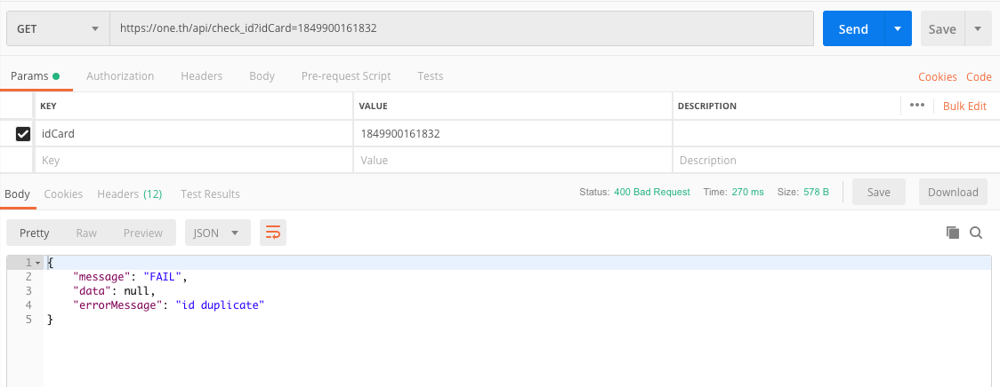 GET https://one.th/api/check_id?idCard=1849900161832 Send Save
Params Authorization Headers Body Pre-request Script Tests Cookies Code
KEY VALUE DESCRIPTION ••• Bulk Edit
idCard 1849900161832
Key Value Description
Body Cookies Headers (12) Test Results Status: 400 Bad Request Time: 270 ms Size: 578 B Save Download
Pretty Raw Preview JSON
1 {
2 "message": "FAIL",
3 "data": null,
4 "errorMessage": "id duplicate"
5 }